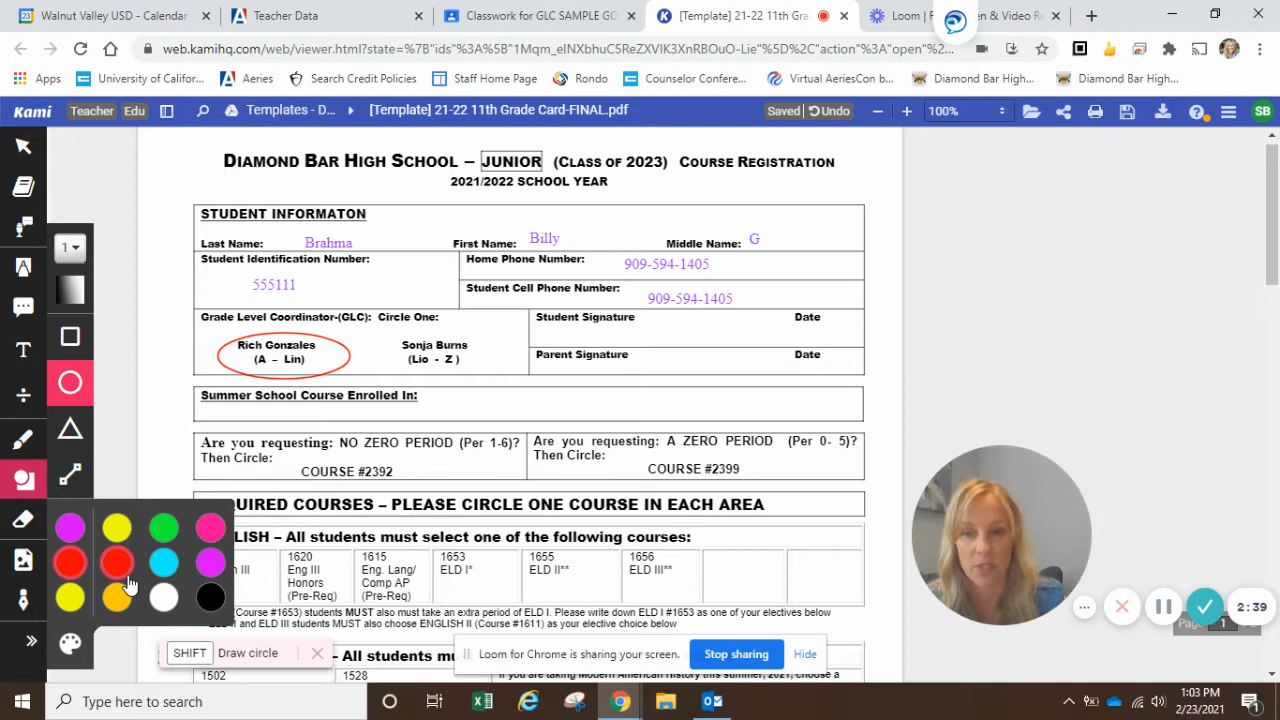 Walnut Valley USD - Calendar
Teacher Data
Classwork for GLC SAMPLE GO
[Template] 21-22 11th Gra
Loom | F
en & Video Re
web.kamihq.com/web/viewer.html?state=%7B"ids"%3A%5B"1Mqm_eINXbhuC5ReZXVIK3XnRBOuO-Lie"%5D%2C"action"%3A"open"%2C...
Apps
University of Califor...
Aeries
Search Credit Policies
Staff Home Page
Rondo
Counselor Confere...
Virtual AeriesCon b...
Diamond Bar High...
Diamond Bar High...
Kami
Teacher
Edu
Templates - D...
[Template] 21-22 11th Grade Card-FINAL.pdf
Saved
Undo
100%
SB
DIAMOND BAR HIGH SCHOOL – JUNIOR (CLASS OF 2023) COURSE REGISTRATION
2021/2022 SCHOOL YEAR
STUDENT INFORMATON
Last Name: Brahma First Name: Billy Middle Name: G
Student Identification Number:
555111
Home Phone Number: 909-594-1405
Student Cell Phone Number: 909-594-1405
Grade Level Coordinator-(GLC): Circle One:
Rich Gonzales
(A – Lin)
Sonja Burns
(Lio - Z )
Student Signature Date
Parent Signature Date
Summer School Course Enrolled In:
Are you requesting: NO ZERO PERIOD (Per 1-6)?
Then Circle:
COURSE #2392
Are you requesting: A ZERO PERIOD (Per 0- 5)?
Then Circle:
COURSE #2399
QUIRED COURSES – PLEASE CIRCLE ONE COURSE IN EACH AREA
LISH – All students must select one of the following courses:
h III
1620
Eng III
Honors
(Pre-Req)
1615
Eng. Lang/
Comp AP
(Pre-Req)
1653
ELD I*
1655
ELD II**
1656
ELD III**
(Course #1653) students MUST also must take an extra period of ELD I. Please write down ELD I #1653 as one of your electives below
I and ELD III students MUST also choose ENGLISH II (Course #1611) as your elective choice below
- All students mu
1502
1528
If you are taking Modern American History this summer, 2021, choose a
1
SHIFT
Draw circle
Loom for Chrome is sharing your screen.
Stop sharing
Hide
2:39
Page 1
Type here to search
1:03 PM
2/23/2021